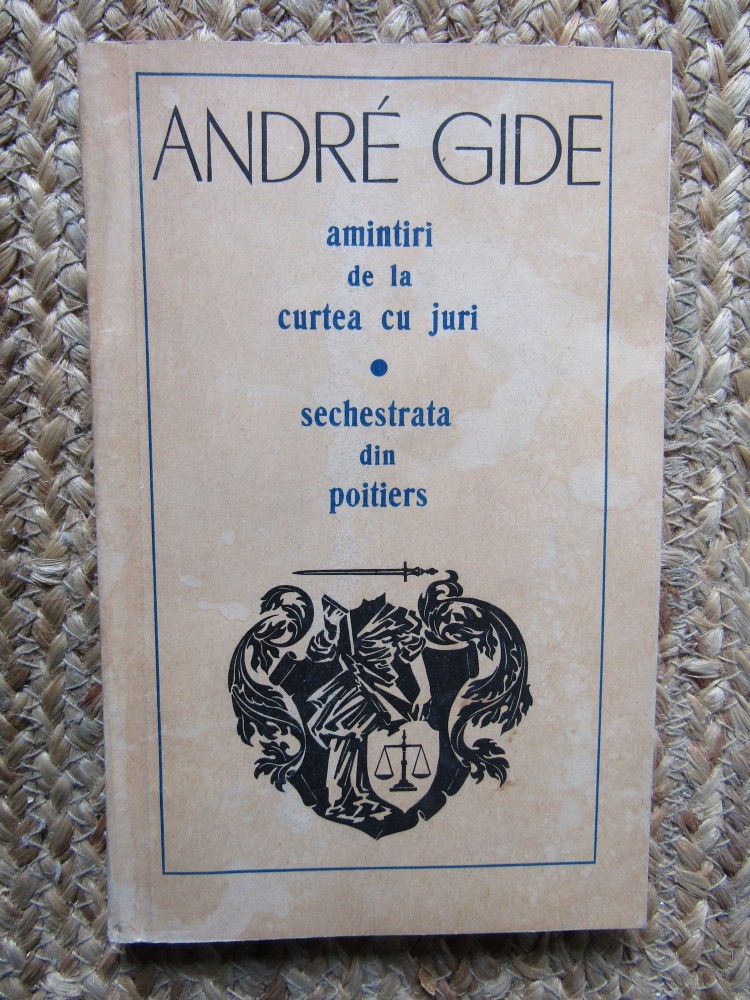 ANDRÉ GIDE
amintiri
de la
curtea cu juri
sechestrata
din
poitiers